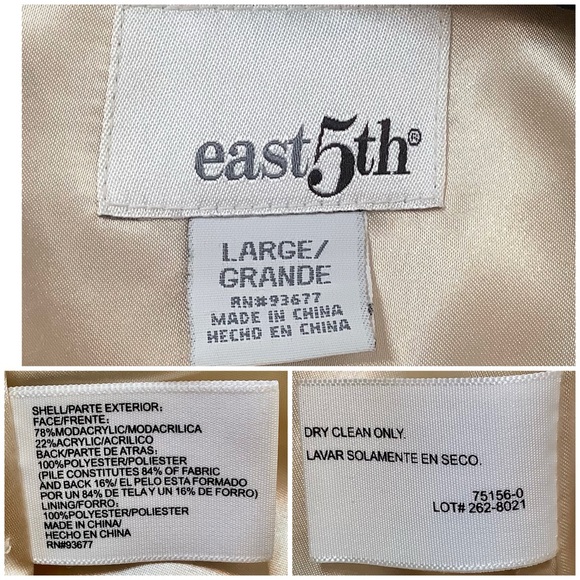 east5th®
LARGE/
GRANDE
RN#93677
MADE IN CHINA
HECHO EN CHINA
SHELL/PARTE EXTERIOR:
FACE/FRENTE:
78%MODACRYLIC/MODACRILICA
22%ACRYLIC/ACRILICO
BACK/PARTE DE ATRAS:
100%POLYESTER/POLIESTER
(PILE CONSTITUTES 84% OF FABRIC
AND BACK 16%/ EL PELO ESTA FORMADO
POR UN 84% DE TELA Y UN 16% DE FORRO)
LINING/FORRO:
100%POLYESTER/POLIESTER
MADE IN CHINA/
HECHO EN CHINA
RN#93677
DRY CLEAN ONLY.
LAVAR SOLAMENTE EN SECO.
75156-0
LOT# 262-8021